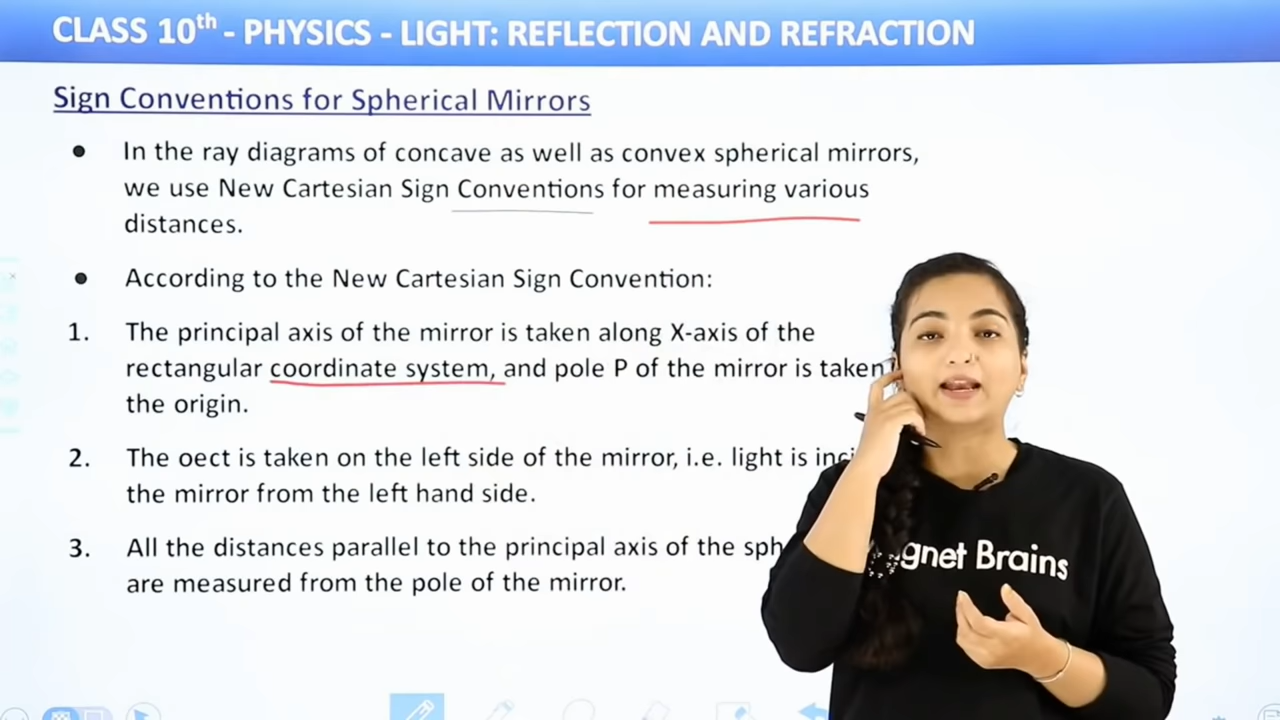 CLASS 10th - PHYSICS - LIGHT: REFLECTION AND REFRACTION
Sign Conventions for Spherical Mirrors
● In the ray diagrams of concave as well as convex spherical mirrors,
we use New Cartesian Sign Conventions for measuring various
distances.
● According to the New Cartesian Sign Convention:
1. The principal axis of the mirror is taken along X-axis of the
rectangular coordinate system, and pole P of the mirror is taken
the origin.
2. The oect is taken on the left side of the mirror, i.e. light is
the mirror from the left hand side.
3. All the distances parallel to the principal axis of the
are measured from the pole of the mirror.
gnet Brains